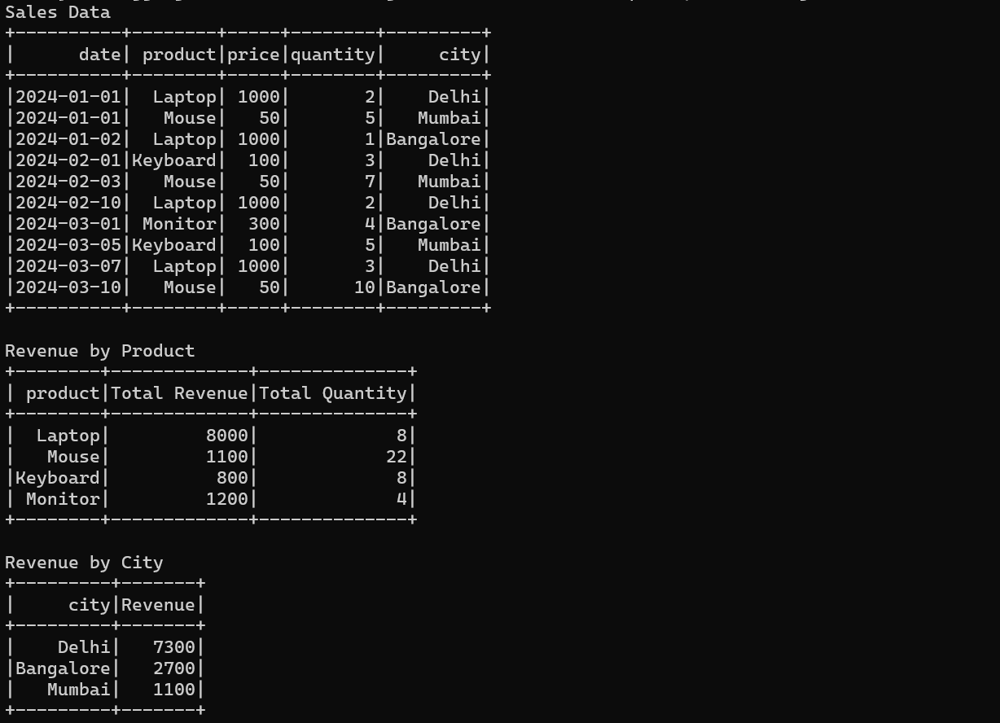 Sales Data
+----------+--------+-----+--------+---------+
|      date| product|price|quantity|     city|
+----------+--------+-----+--------+---------+
|2024-01-01|  Laptop| 1000|       2|    Delhi|
|2024-01-01|   Mouse|   50|       5|   Mumbai|
|2024-01-02|  Laptop| 1000|       1|Bangalore|
|2024-02-01|Keyboard|  100|       3|    Delhi|
|2024-02-03|   Mouse|   50|       7|   Mumbai|
|2024-02-10|  Laptop| 1000|       2|    Delhi|
|2024-03-01| Monitor|  300|       4|Bangalore|
|2024-03-05|Keyboard|  100|       5|   Mumbai|
|2024-03-07|  Laptop| 1000|       3|    Delhi|
|2024-03-10|   Mouse|   50|      10|Bangalore|
+----------+--------+-----+--------+---------+

Revenue by Product
+--------+-------------+--------------+
| product|Total Revenue|Total Quantity|
+--------+-------------+--------------+
|  Laptop|         8000|             8|
|   Mouse|         1100|            22|
|Keyboard|          800|             8|
| Monitor|         1200|             4|
+--------+-------------+--------------+

Revenue by City
+---------+-------+
|     city|Revenue|
+---------+-------+
|    Delhi|   7300|
|Bangalore|   2700|
|   Mumbai|   1100|
+---------+-------+